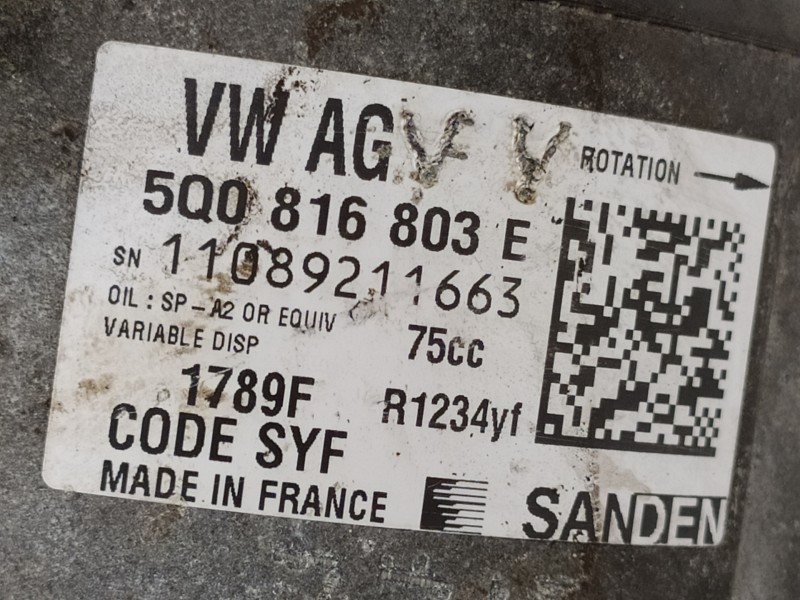 VW AG
ROTATION
5Q0 816 803 E
SN 11089211663
OIL : SP-A2 OR EQUIV
75cc
VARIABLE DISP
1789F
R1234yf
CODE SYF
MADE IN FRANCE
SANDEN